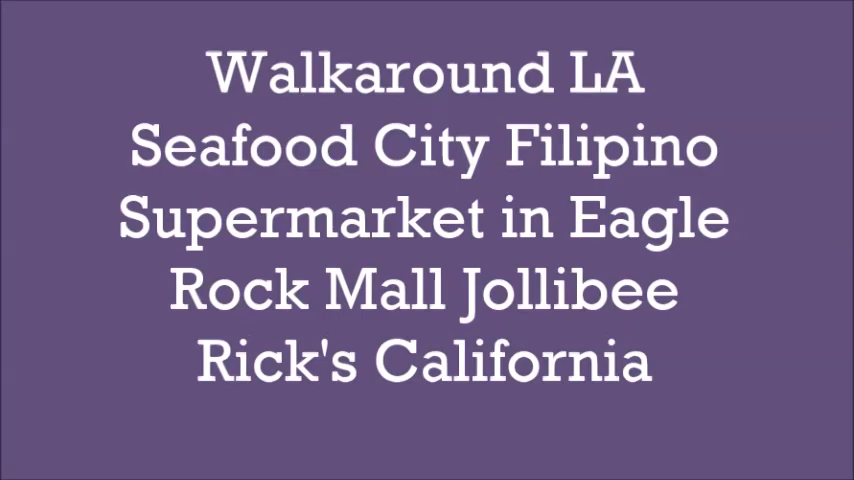 Walkaround LA
Seafood City Filipino
Supermarket in Eagle
Rock Mall Jollibee
Rick's California